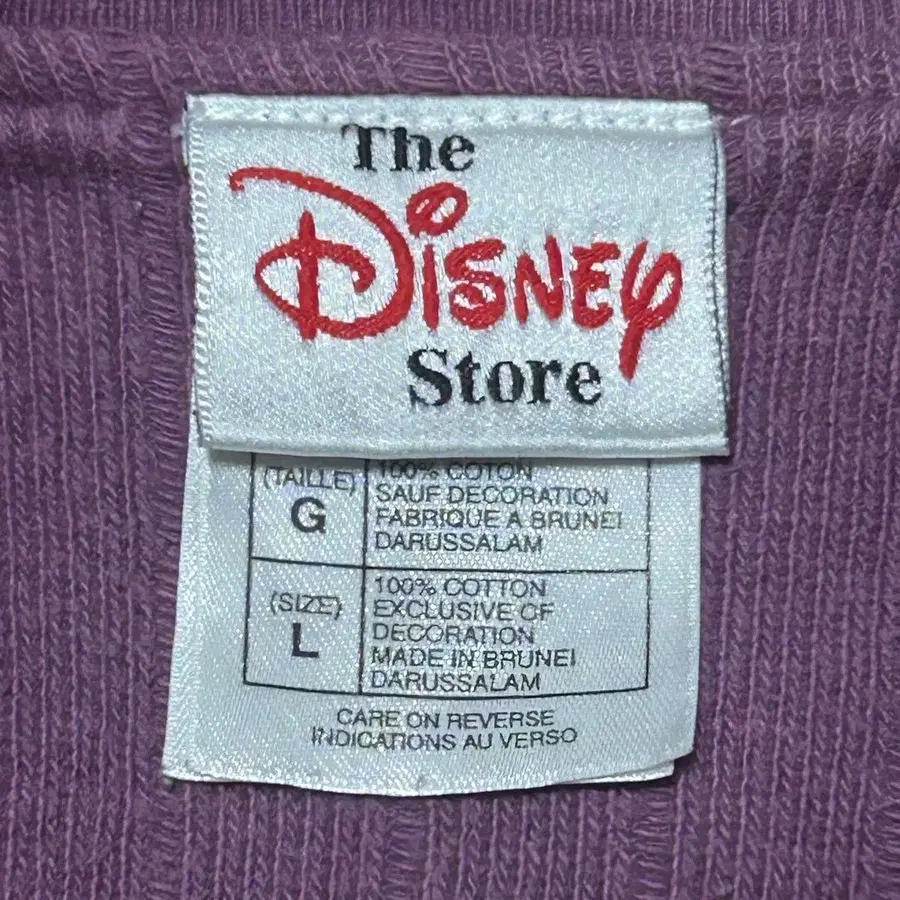 The
Disney
Store
(TAILLE)
G
100% COTON
SAUF DECORATION
FABRIQUE A BRUNEI
DARUSSALAM
(SIZE)
L
100% COTTON
EXCLUSIVE OF
DECORATION
MADE IN BRUNEI
DARUSSALAM
CARE ON REVERSE
INDICATIONS AU VERSO